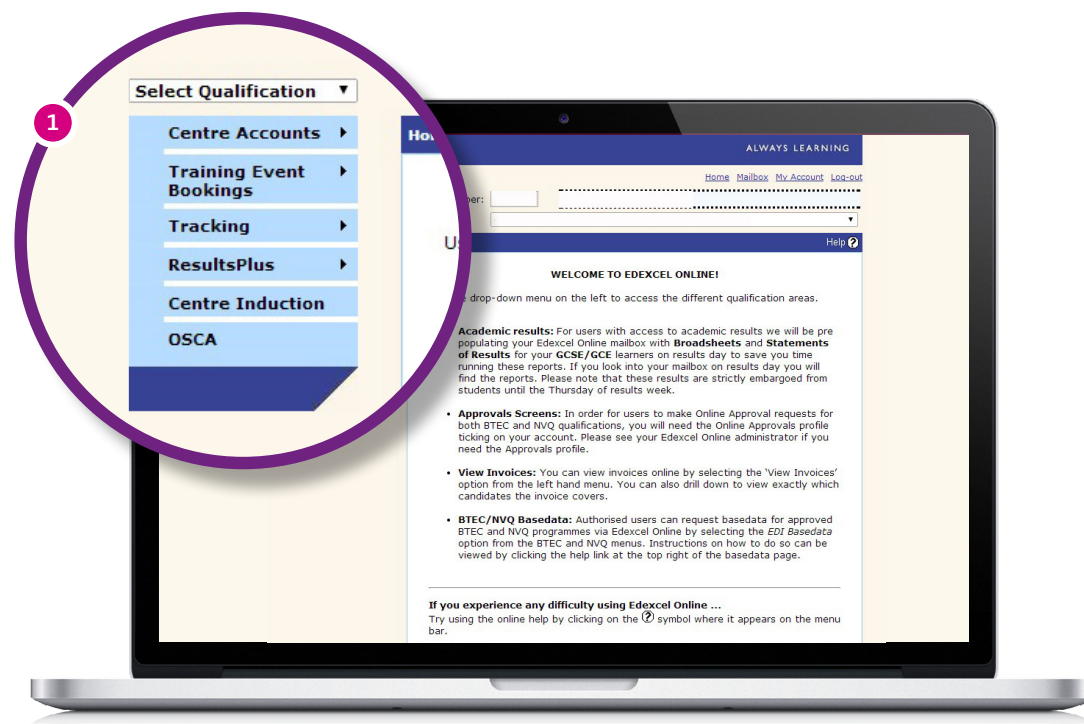 1
Select Qualification
Centre Accounts
Training Event
Bookings
Tracking
ResultsPlus
Centre Induction
OSCA
ALWAYS LEARNING
Home Mailbox My Account Log-out
Help ?
WELCOME TO EDEXCEL ONLINE!
drop-down menu on the left to access the different qualification areas.
Academic results: For users with access to academic results we will be pre
populating your Edexcel Online mailbox with Broadsheets and Statements
of Results for your GCSE/GCE learners on results day to save you time
running these reports. If you look into your mailbox on results day you will
find the reports. Please note that these results are strictly embargoed from
students until the Thursday of results week.
• Approvals Screens: In order for users to make Online Approval requests for
both BTEC and NVQ qualifications, you will need the Online Approvals profile
ticking on your account. Please see your Edexcel Online administrator if you
need the Approvals profile.
• View Invoices: You can view invoices online by selecting the 'View Invoices'
option from the left hand menu. You can also drill down to view exactly which
candidates the invoice covers.
• BTEC/NVQ Basedata: Authorised users can request basedata for approved
BTEC and NVQ programmes via Edexcel Online by selecting the EDI Basedata
option from the BTEC and NVQ menus. Instructions on how to do so can be
viewed by clicking the help link at the top right of the basedata page.
If you experience any difficulty using Edexcel Online ...
Try using the online help by clicking on the ? symbol where it appears on the menu
bar.